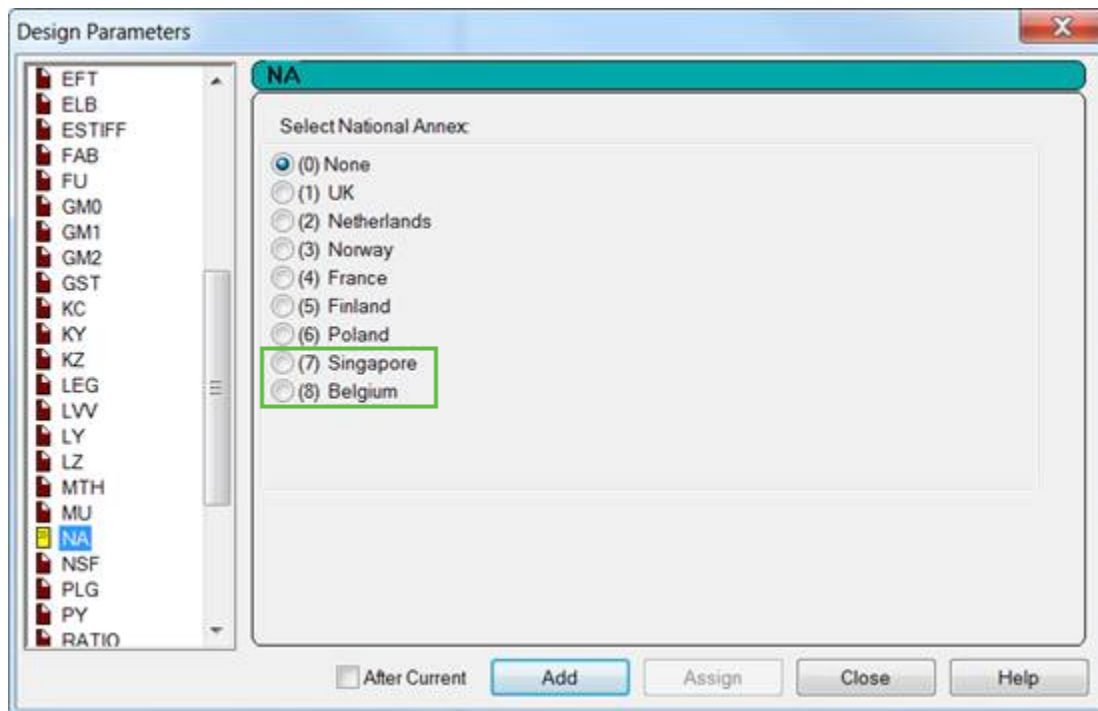 Design Parameters
EFT
ELB
ESTIFF
FAB
FU
GM0
GM1
GM2
GST
KC
KY
KZ
LEG
LVV
LY
LZ
MTH
MU
NA
NSF
PLG
PY
RATIO
NA
Select National Annex:
(0) None
(1) UK
(2) Netherlands
(3) Norway
(4) France
(5) Finland
(6) Poland
(7) Singapore
(8) Belgium
After Current
Add
Assign
Close
Help